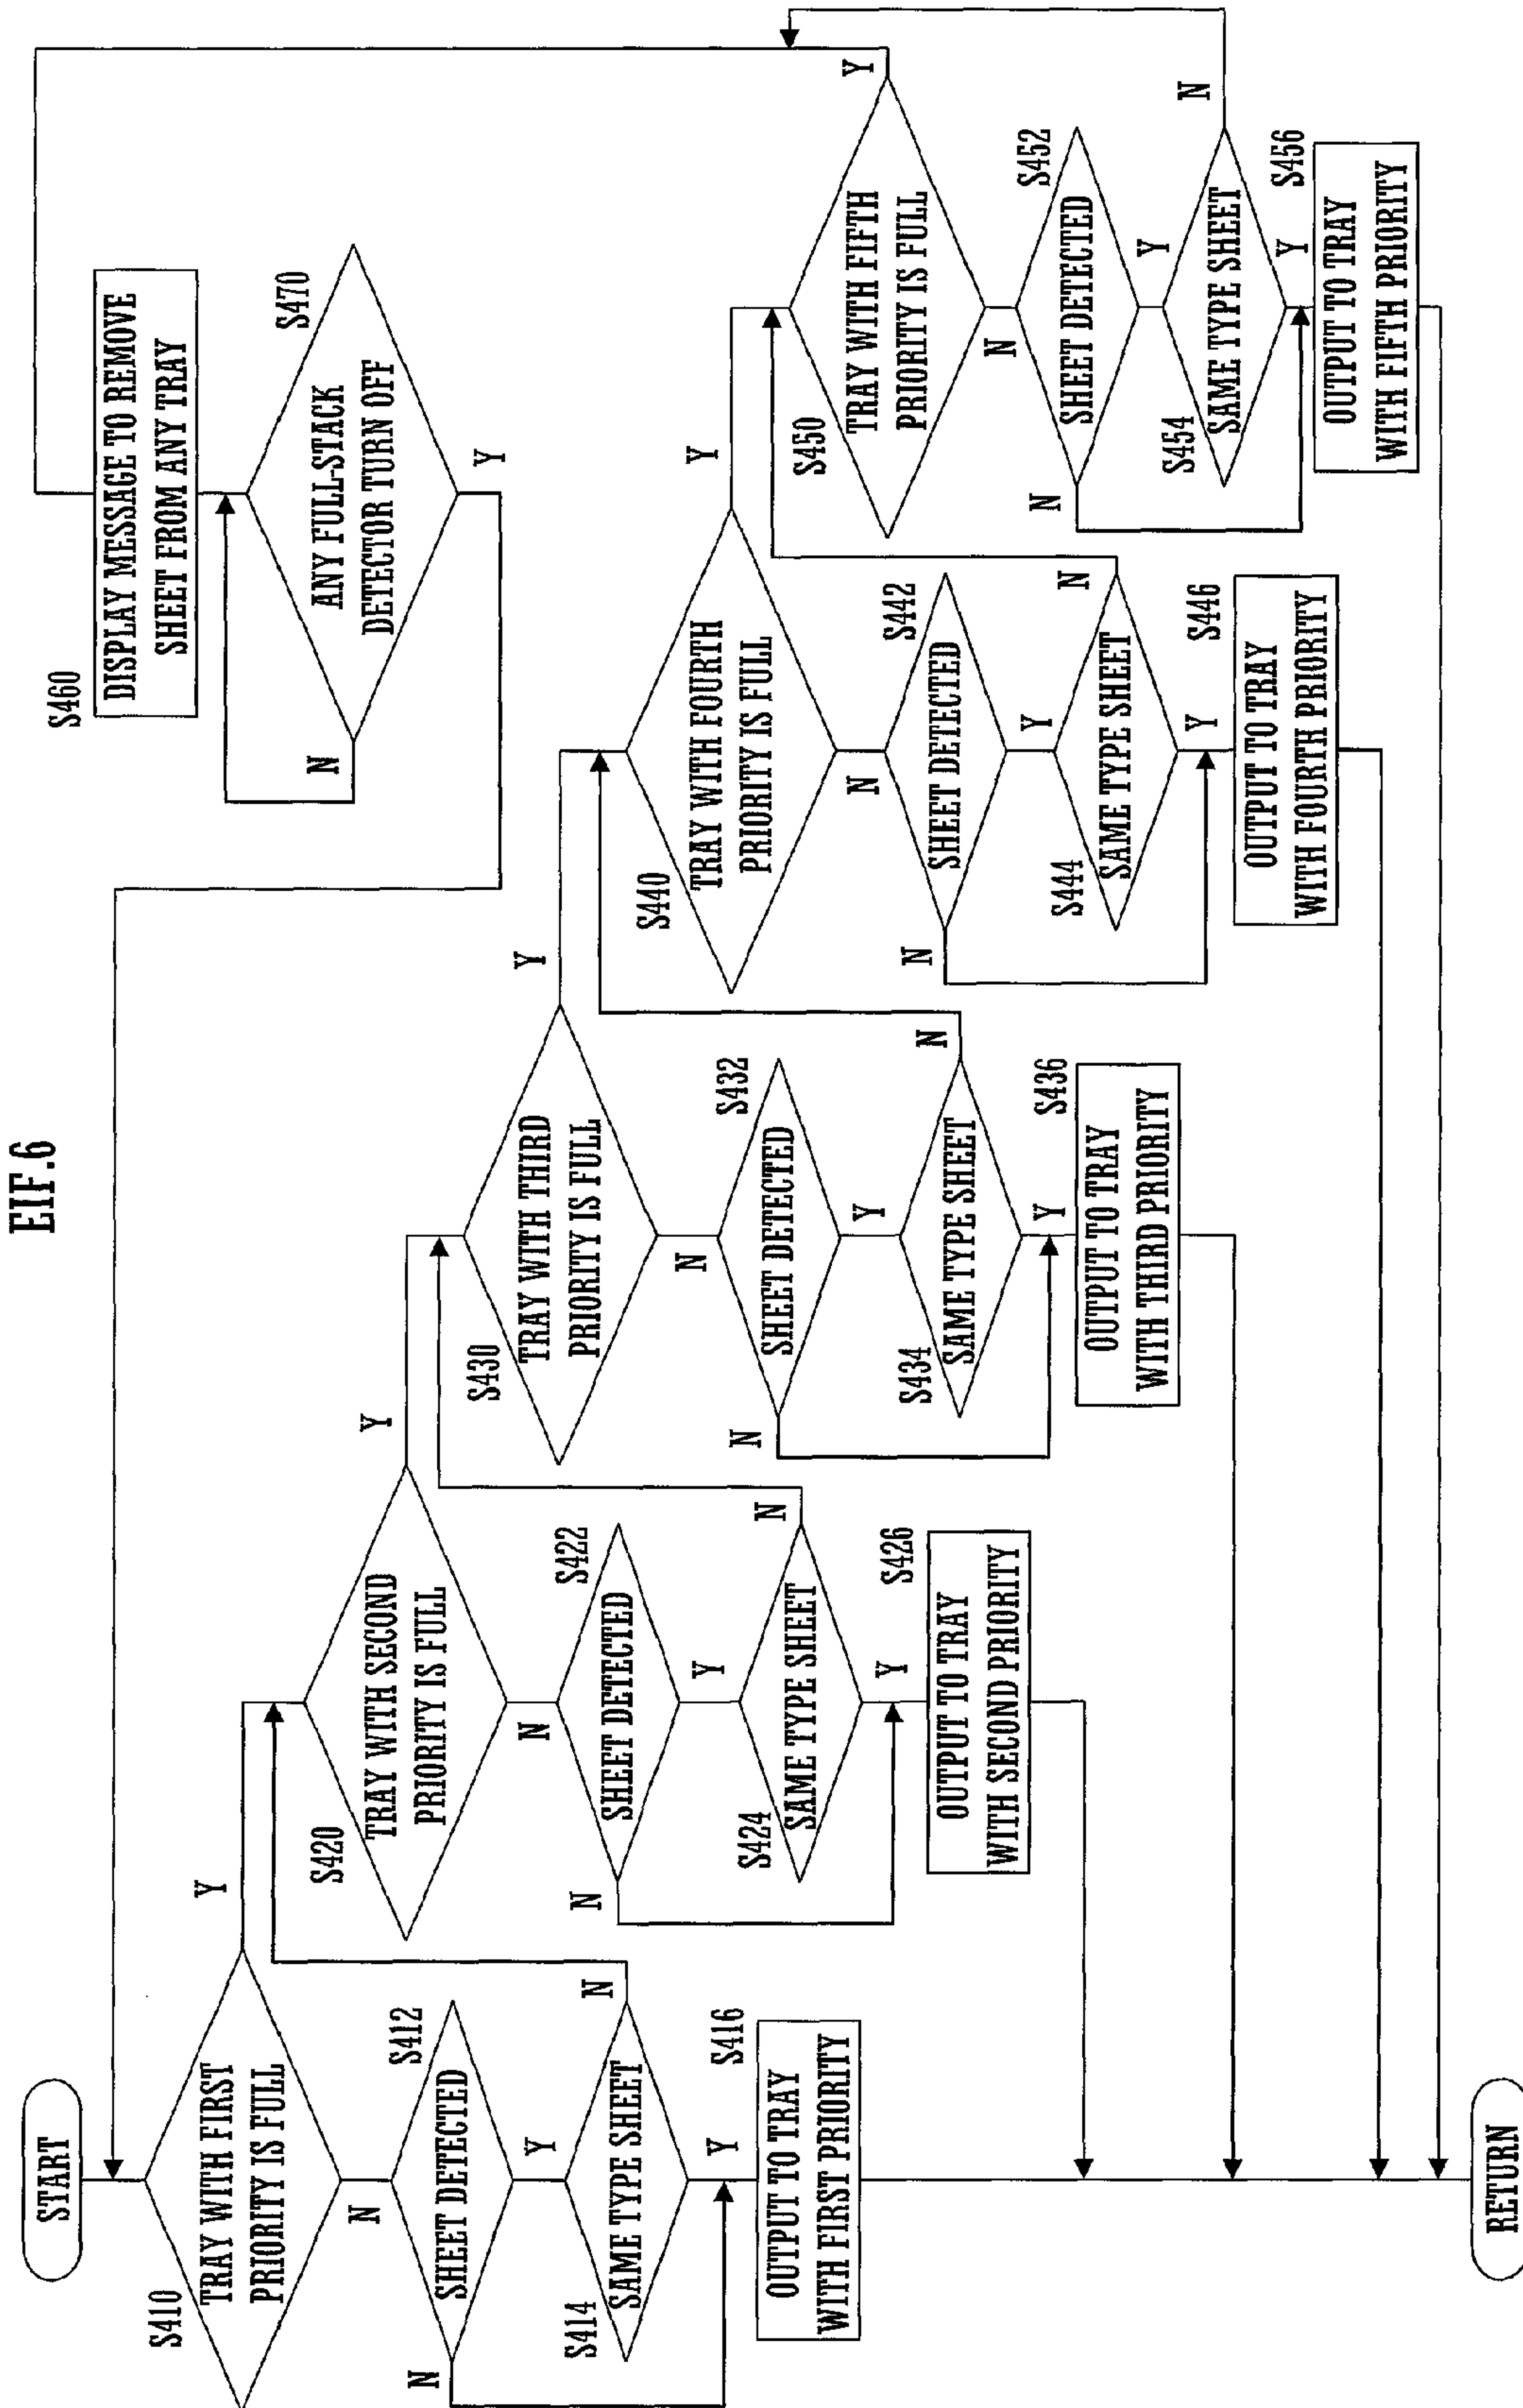 EIF.6
START
S410
TRAY WITH FIRST
PRIORITY IS FULL
Y
N
S412
SHEET DETECTED
N
Y
S414
SAME TYPE SHEET
N
Y
S416
OUTPUT TO TRAY
WITH FIRST PRIORITY
S420
TRAY WITH SECOND
PRIORITY IS FULL
Y
N
S422
SHEET DETECTED
N
Y
S424
SAME TYPE SHEET
N
Y
S426
OUTPUT TO TRAY
WITH SECOND PRIORITY
S430
TRAY WITH THIRD
PRIORITY IS FULL
Y
N
S432
SHEET DETECTED
N
Y
S434
SAME TYPE SHEET
N
Y
S436
OUTPUT TO TRAY
WITH THIRD PRIORITY
S440
TRAY WITH FOURTH
PRIORITY IS FULL
Y
N
S442
SHEET DETECTED
N
Y
S444
SAME TYPE SHEET
N
Y
S446
OUTPUT TO TRAY
WITH FOURTH PRIORITY
S450
TRAY WITH FIFTH
PRIORITY IS FULL
Y
N
S452
SHEET DETECTED
N
Y
S454
SAME TYPE SHEET
N
Y
S456
OUTPUT TO TRAY
WITH FIFTH PRIORITY
S460
DISPLAY MESSAGE TO REMOVE
SHEET FROM ANY TRAY
S470
ANY FULL-STACK
DETECTOR TURN OFF
N
Y
RETURN